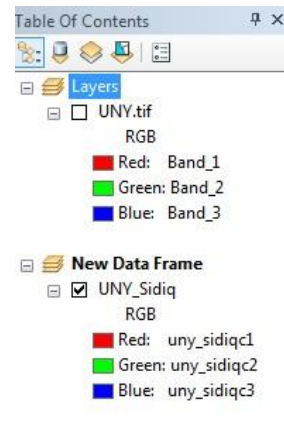 Table Of Contents
Layers
UNY.tif
RGB
Red: Band_1
Green: Band_2
Blue: Band_3
New Data Frame
UNY_Sidiq
RGB
Red: uny_sidiqc1
Green: uny_sidiqc2
Blue: uny_sidiqc3